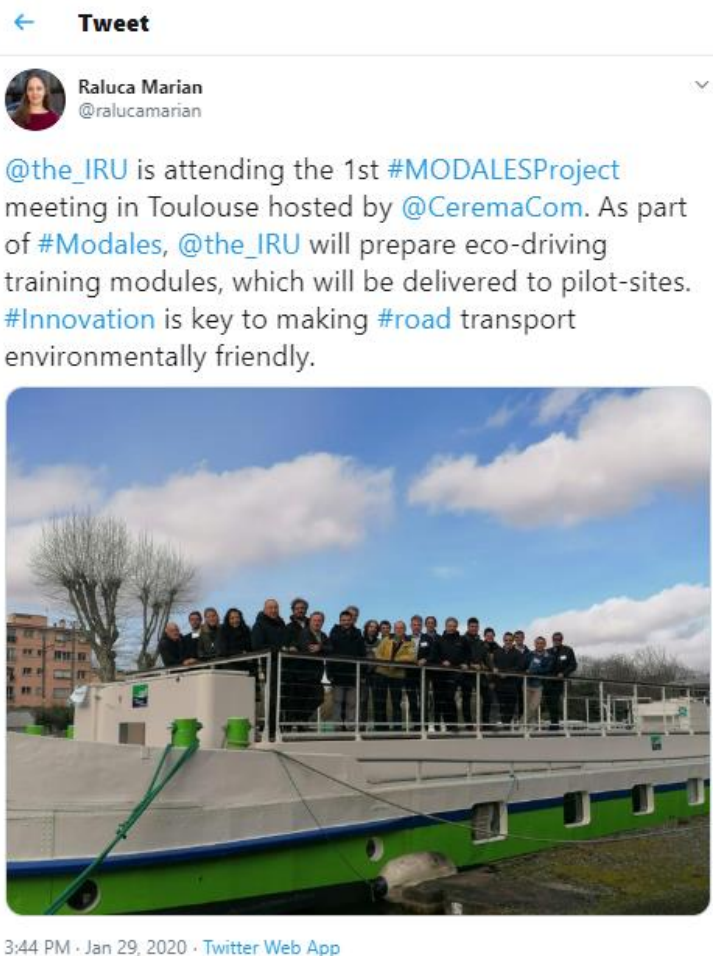 Tweet
Raluca Marian
@ralucamarian
@the_IRU is attending the 1st #MODALESProject
meeting in Toulouse hosted by @CeremaCom. As part
of #Modales, @the_IRU will prepare eco-driving
training modules, which will be delivered to pilot-sites.
#Innovation is key to making #road transport
environmentally friendly.
3:44 PM · Jan 29, 2020 · Twitter Web App